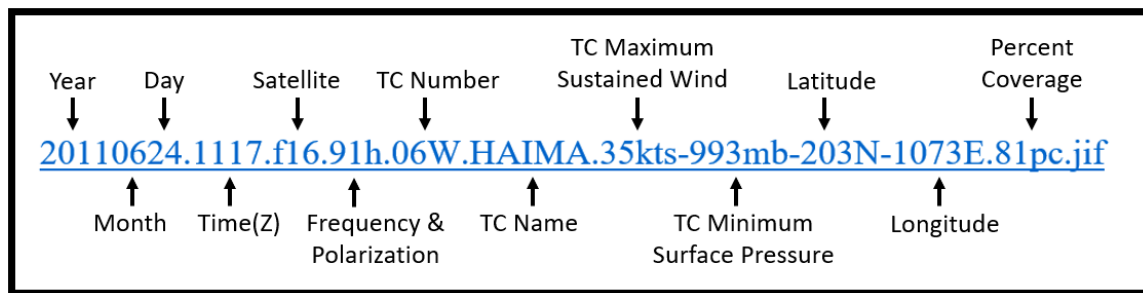 TC Maximum
Sustained Wind
Percent
Coverage
Year
Day
Satellite
TC Number
Latitude
20110624.1117.f16.91h.06W.HAIMA.35kts-993mb-203N-1073E.81pc.jif
Month
Time(Z)
Frequency &
Polarization
TC Name
TC Minimum
Surface Pressure
Longitude